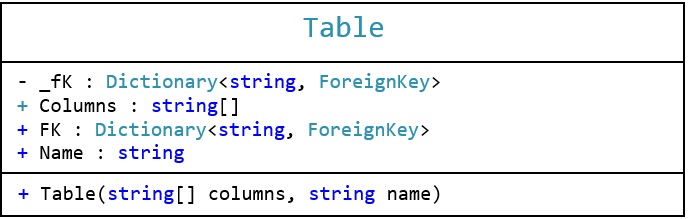 Table
- _fK : Dictionary<string, ForeignKey>
+ Columns : string[]
+ FK : Dictionary<string, ForeignKey>
+ Name : string
+ Table(string[] columns, string name)